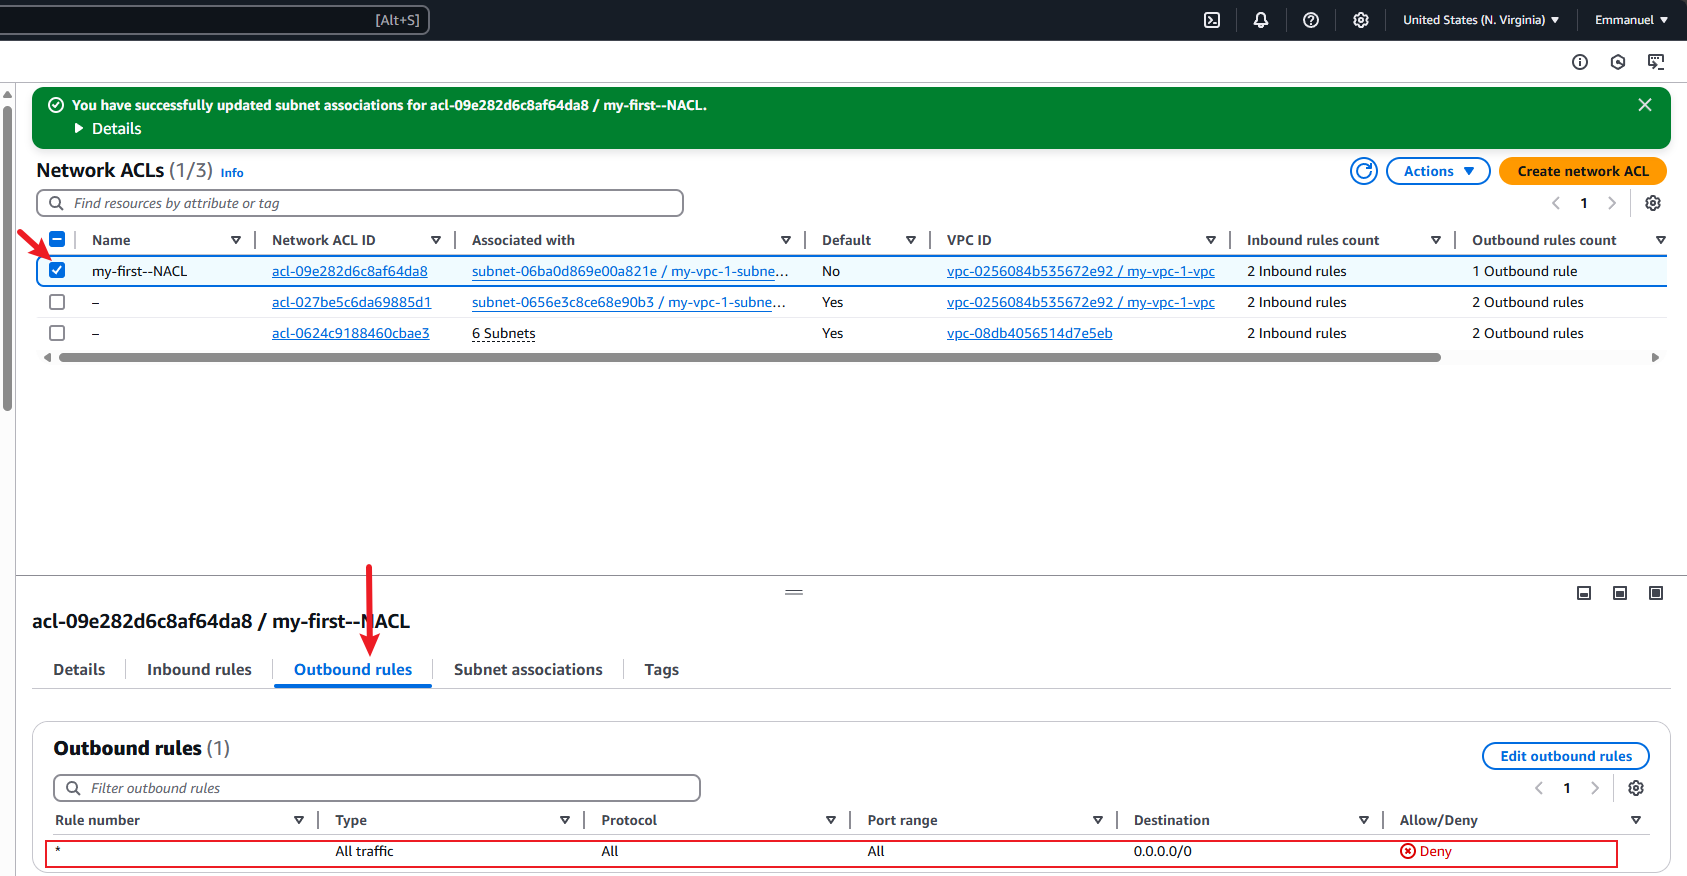 [Alt+S]
United States (N. Virginia)
Emmanuel
You have successfully updated subnet associations for acl-09e282d6c8af64da8 / my-first--NACL.
Details
Network ACLs (1/3) Info
Actions
Create network ACL
Find resources by attribute or tag
1
Name Network ACL ID Associated with Default VPC ID Inbound rules count Outbound rules count
my-first--NACL acl-09e282d6c8af64da8 subnet-06ba0d869e00a821e / my-vpc-1-subne... No vpc-0256084b535672e92 / my-vpc-1-vpc 2 Inbound rules 1 Outbound rule
– acl-027be5c6da69885d1 subnet-0656e3c8ce68e90b3 / my-vpc-1-subne... Yes vpc-0256084b535672e92 / my-vpc-1-vpc 2 Inbound rules 2 Outbound rules
– acl-0624c9188460cbae3 6 Subnets Yes vpc-08db4056514d7e5eb 2 Inbound rules 2 Outbound rules
acl-09e282d6c8af64da8 / my-first--NACL
Details Inbound rules Outbound rules Subnet associations Tags
Outbound rules (1)
Edit outbound rules
Filter outbound rules
1
Rule number Type Protocol Port range Destination Allow/Deny
* All traffic All All 0.0.0.0/0 Deny